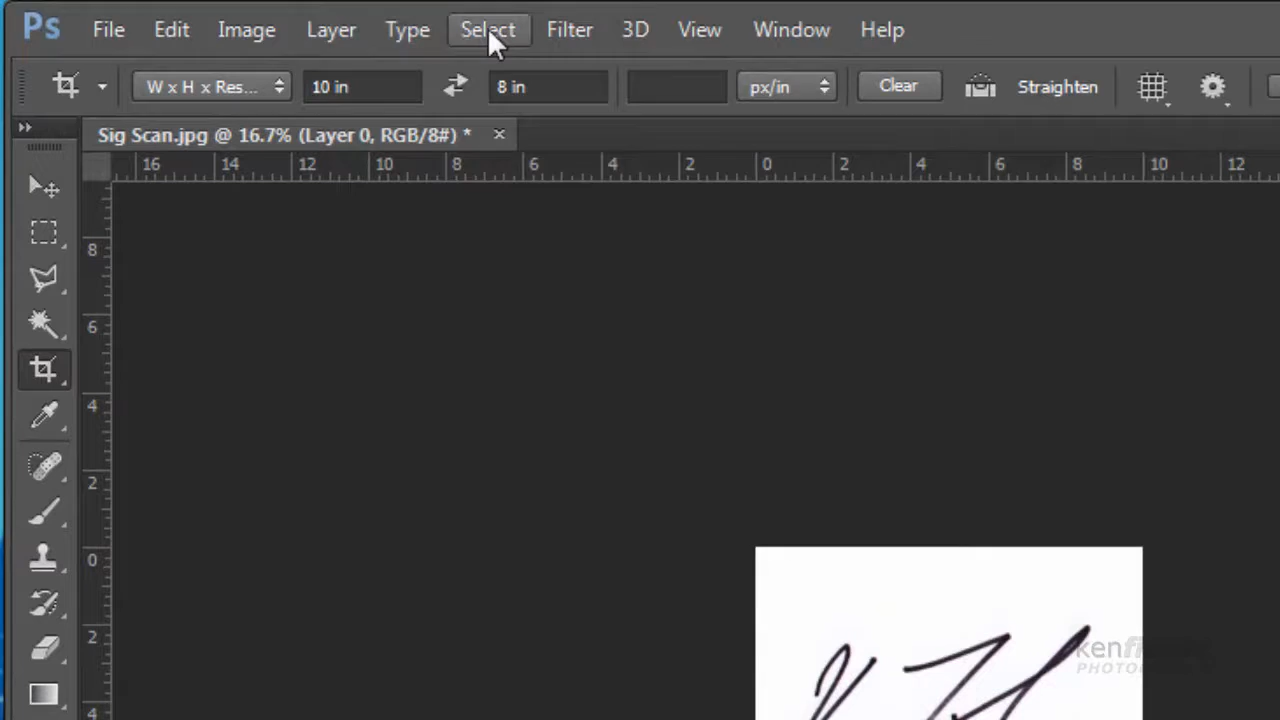 Ps File Edit Image Layer Type Select Filter 3D View Window Help
W x H x Res... 10 in 8 in px/in Clear Straighten
Sig Scan.jpg @ 16.7% (Layer 0, RGB/8#) * ×
16 14 12 10 8 6 4 2 0 2 4 6 8 10 12
8
6
4
2
0
2
4
ken
PHOTO